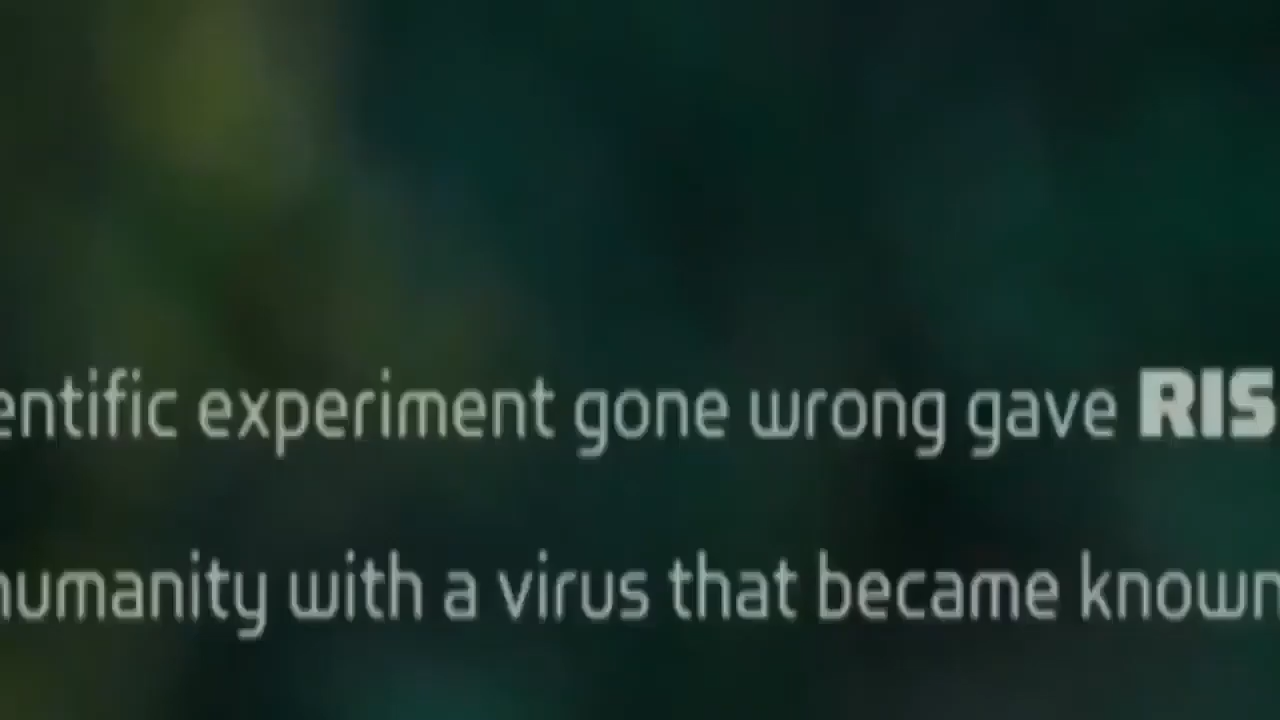 entific experiment gone wrong gave RIS
humanity with a virus that became known